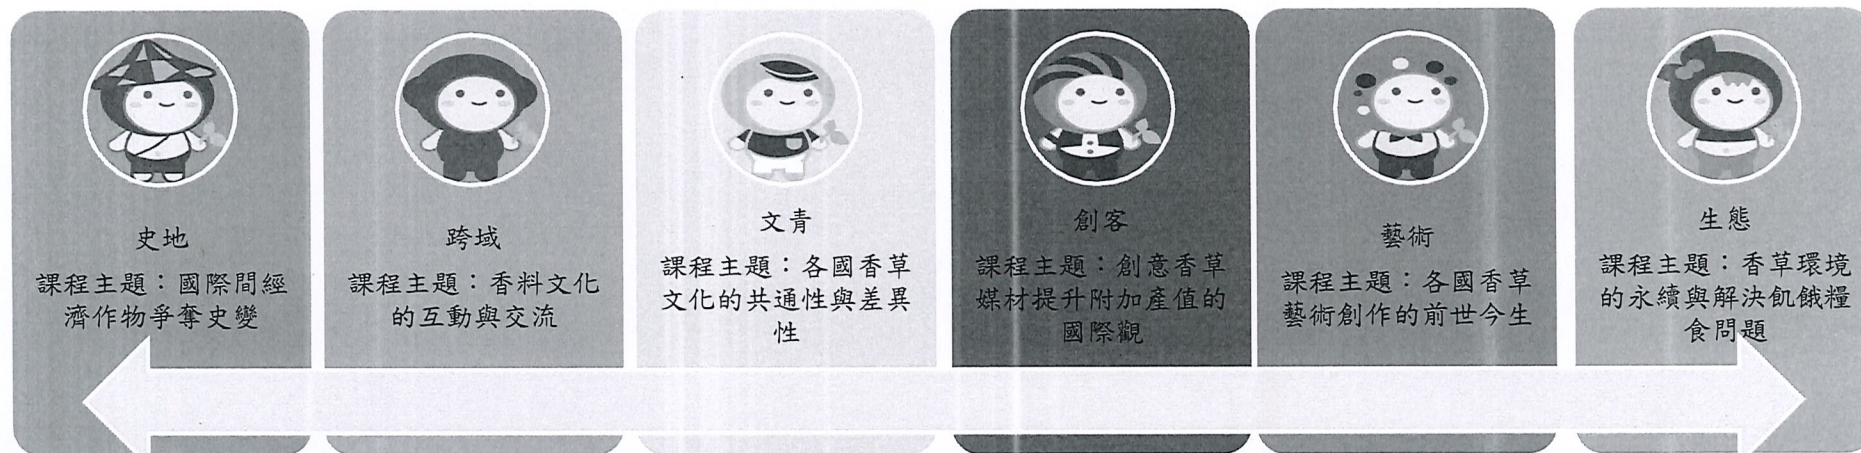 史地
課程主題：國際間經
濟作物爭奪史變
跨域
課程主題：香料文化
的互動與交流
文青
課程主題：各國香草
文化的共通性與差異
性
創客
課程主題：創意香草
媒材提升附加產值的
國際觀
藝術
課程主題：各國香草
藝術創作的前世今生
生態
課程主題：香草環境
的永續與解決飢餓糧
食問題